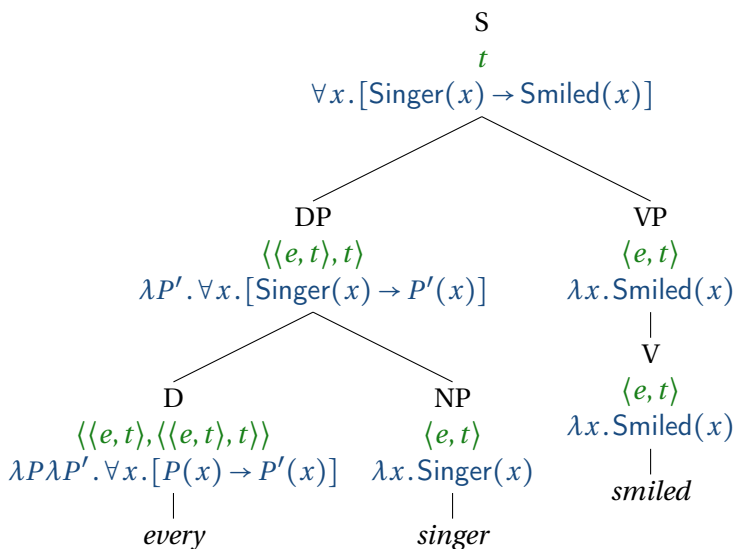 S
t
∀x.[Singer(x) → Smiled(x)]
DP VP
⟨⟨e, t⟩, t⟩ ⟨e, t⟩
λP′.∀x.[Singer(x) → P′(x)] λx.Smiled(x)
V
D NP ⟨e, t⟩
⟨⟨e, t⟩,⟨⟨e, t⟩, t⟩⟩ ⟨e, t⟩ λx.Smiled(x)
λPλP′.∀x.[P(x) → P′(x)] λx.Singer(x)
smiled
every singer